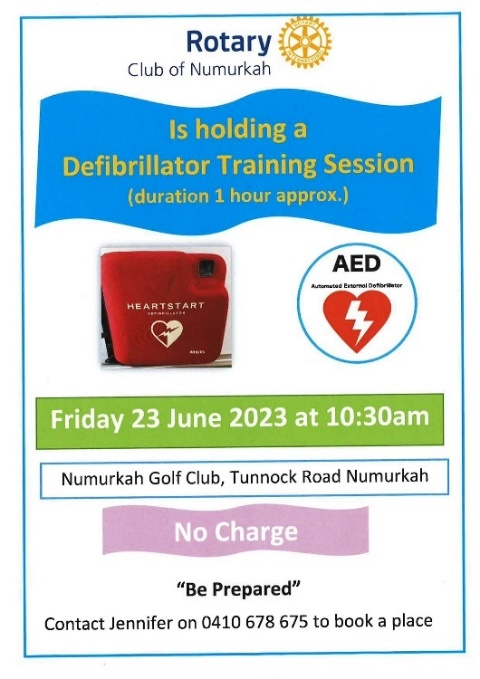 Rotary
Club of Numurkah
Is holding a
Defibrillator Training Session
(duration 1 hour approx.)
HEARTSTART
DEFIBRILLATOR
AED
Automated External Defibrillator
Friday 23 June 2023 at 10:30am
Numurkah Golf Club, Tunnock Road Numurkah
No Charge
“Be Prepared”
Contact Jennifer on 0410 678 675 to book a place